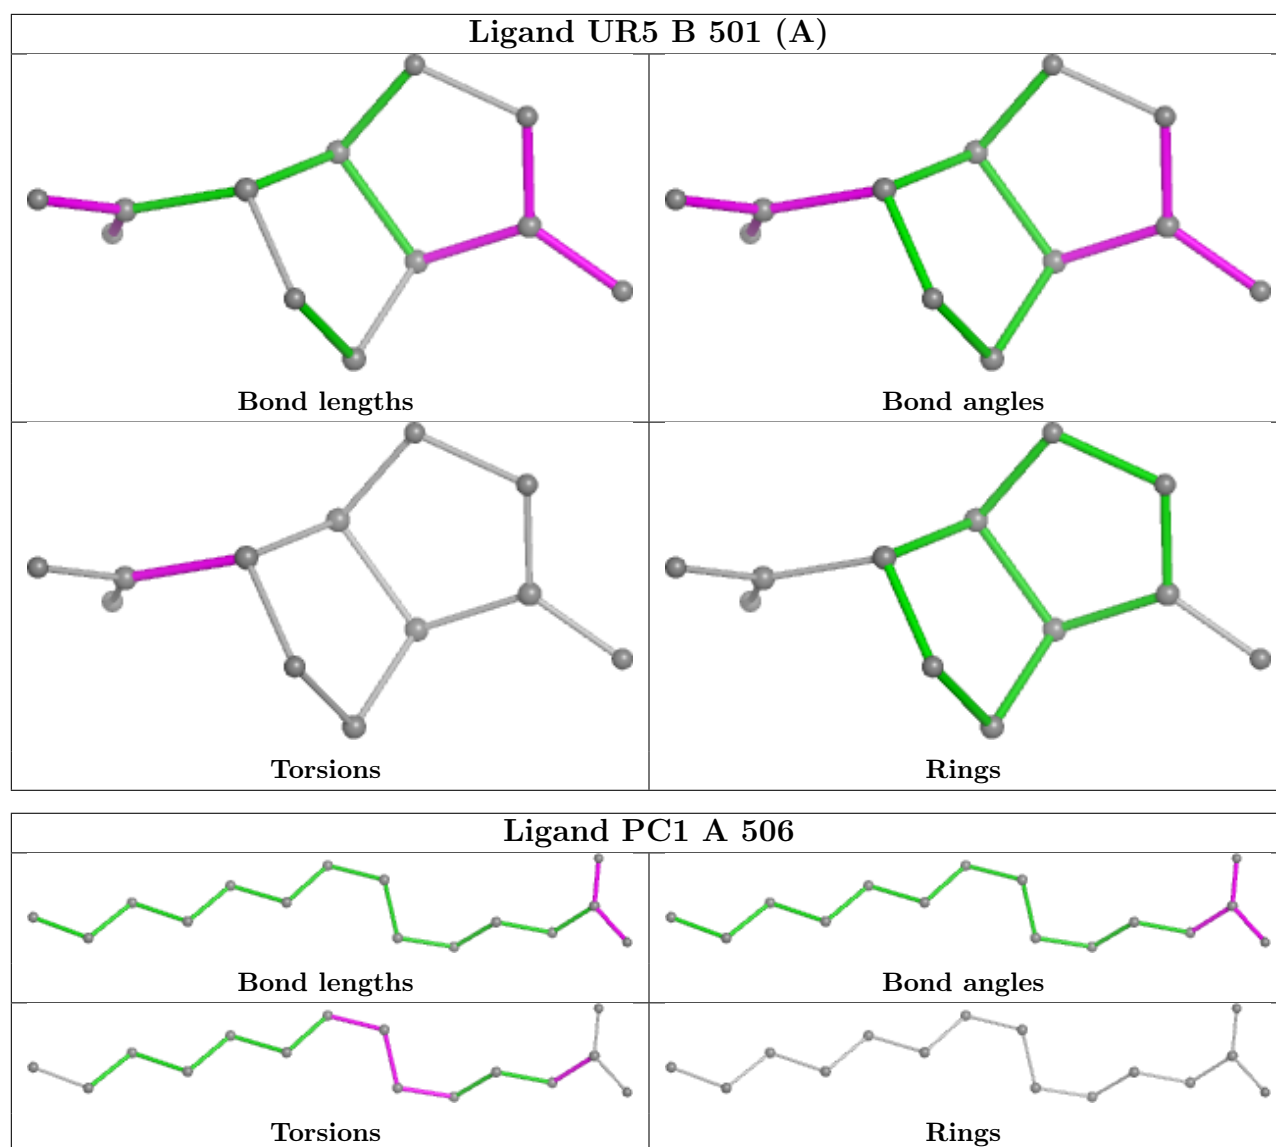 Ligand UR5 B 501 (A)
Bond lengths
Bond angles
Torsions
Rings
Ligand PC1 A 506
Bond lengths
Bond angles
Torsions
Rings